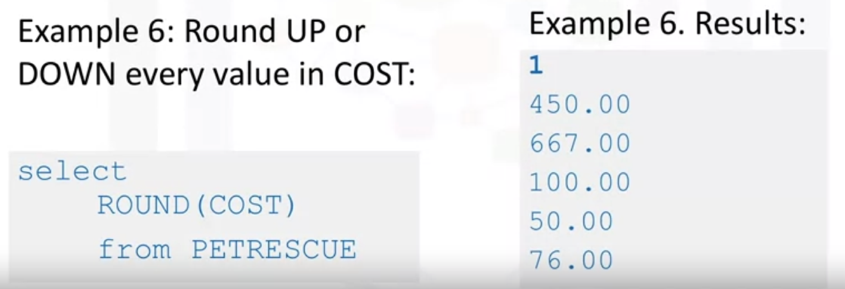 Example 6: Round UP or
DOWN every value in COST:
select
ROUND(COST)
from PETRESCUE
Example 6. Results:
1
450.00
667.00
100.00
50.00
76.00